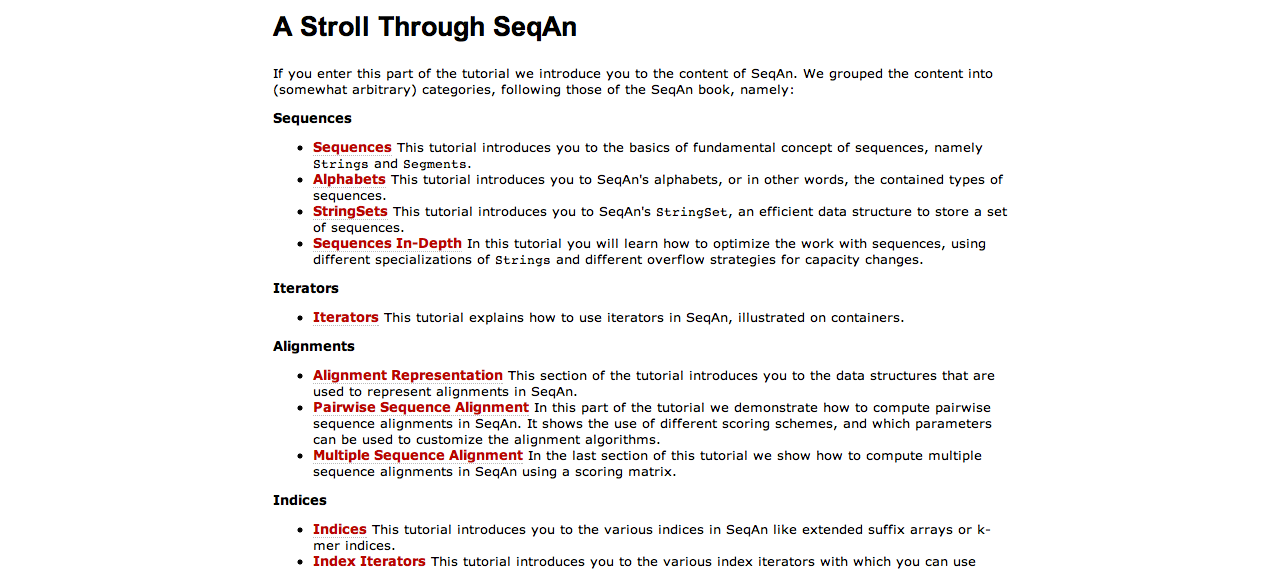 A Stroll Through SeqAn
If you enter this part of the tutorial we introduce you to the content of SeqAn. We grouped the content into
(somewhat arbitrary) categories, following those of the SeqAn book, namely:
Sequences
• Sequences This tutorial introduces you to the basics of fundamental concept of sequences, namely
Strings and Segments.
• Alphabets This tutorial introduces you to SeqAn's alphabets, or in other words, the contained types of
sequences.
• StringSets This tutorial introduces you to SeqAn's StringSet, an efficient data structure to store a set
of sequences.
• Sequences In-Depth In this tutorial you will learn how to optimize the work with sequences, using
different specializations of Strings and different overflow strategies for capacity changes.
Iterators
• Iterators This tutorial explains how to use iterators in SeqAn, illustrated on containers.
Alignments
• Alignment Representation This section of the tutorial introduces you to the data structures that are
used to represent alignments in SeqAn.
• Pairwise Sequence Alignment In this part of the tutorial we demonstrate how to compute pairwise
sequence alignments in SeqAn. It shows the use of different scoring schemes, and which parameters
can be used to customize the alignment algorithms.
• Multiple Sequence Alignment In the last section of this tutorial we show how to compute multiple
sequence alignments in SeqAn using a scoring matrix.
Indices
• Indices This tutorial introduces you to the various indices in SeqAn like extended suffix arrays or k-
mer indices.
• Index Iterators This tutorial introduces you to the various index iterators with which you can use